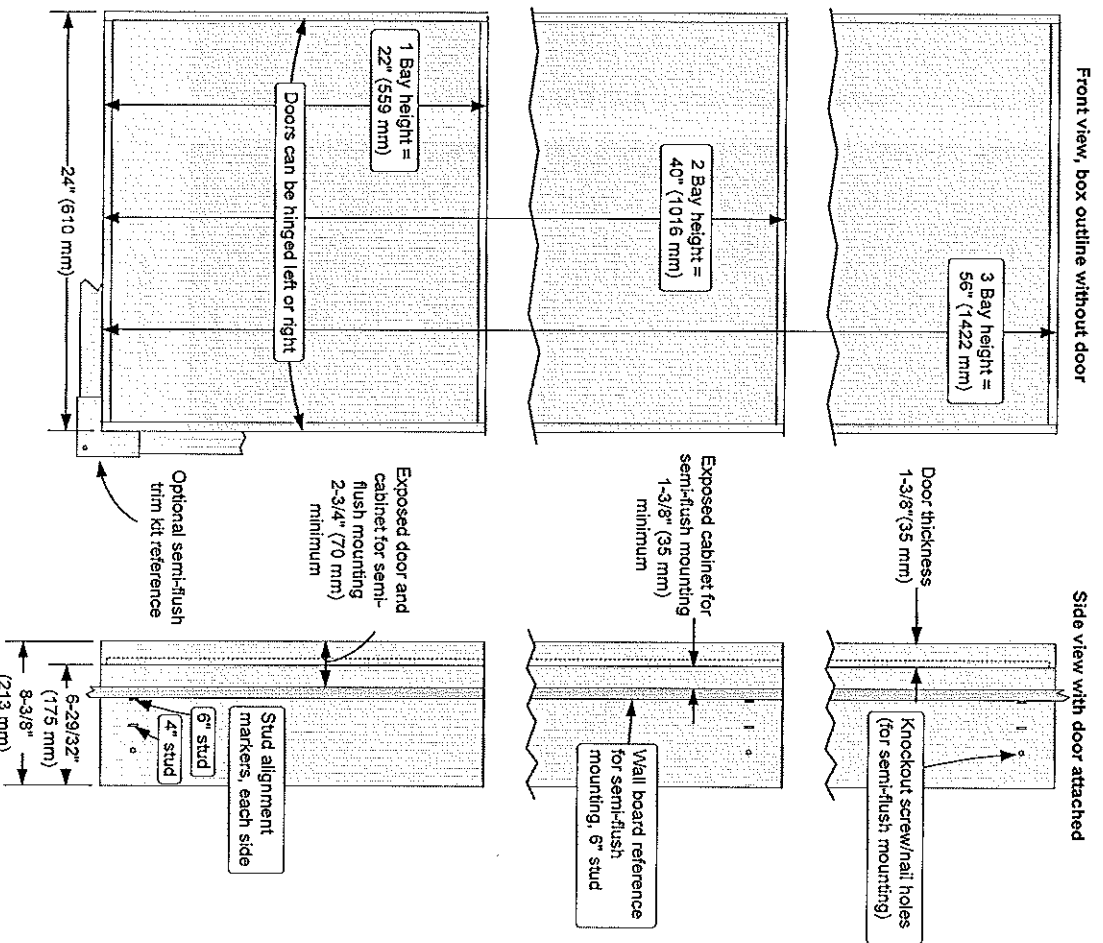 Front view, box outline without door
3 Bay height =
56" (1422 mm)
2 Bay height =
40" (1016 mm)
1 Bay height =
22" (559 mm)
Doors can be hinged left or right
24" (610 mm)
Side view with door attached
Door thickness
1-3/8"(35 mm)
Knockout screw/nail holes
(for semi-flush mounting)
Exposed cabinet for
semi-flush mounting
1-3/8" (35 mm)
minimum
Wall board reference
for semi-flush
mounting, 6" stud
Exposed door and
cabinet for semi-
flush mounting
2-3/4" (70 mm)
minimum
Stud alignment
markers, each side
6" stud
4" stud
Optional semi-flush
trim kit reference
6-29/32"
(175 mm)
8-3/8"
(213 mm)